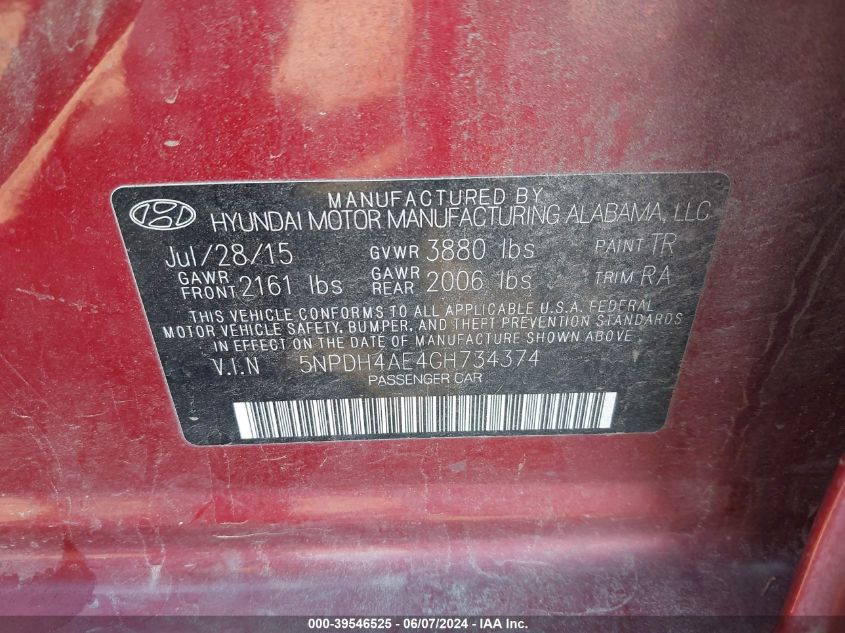 MANUFACTURED BY
HYUNDAI MOTOR MANUFACTURING ALABAMA, LLC
Jul/28/15 GVWR 3880 lbs PAINT TR
GAWR FRONT 2161 lbs GAWR REAR 2006 lbs TRIM RA
THIS VEHICLE CONFORMS TO ALL APPLICABLE U.S.A. FEDERAL
MOTOR VEHICLE SAFETY, BUMPER, AND THEFT PREVENTION STANDARDS
IN EFFECT ON THE DATE OF MANUFACTURE SHOWN ABOVE.
V.I.N 5NPDH4AE4GH734374
PASSENGER CAR
000-39546525 - 06/07/2024 - IAAI.com